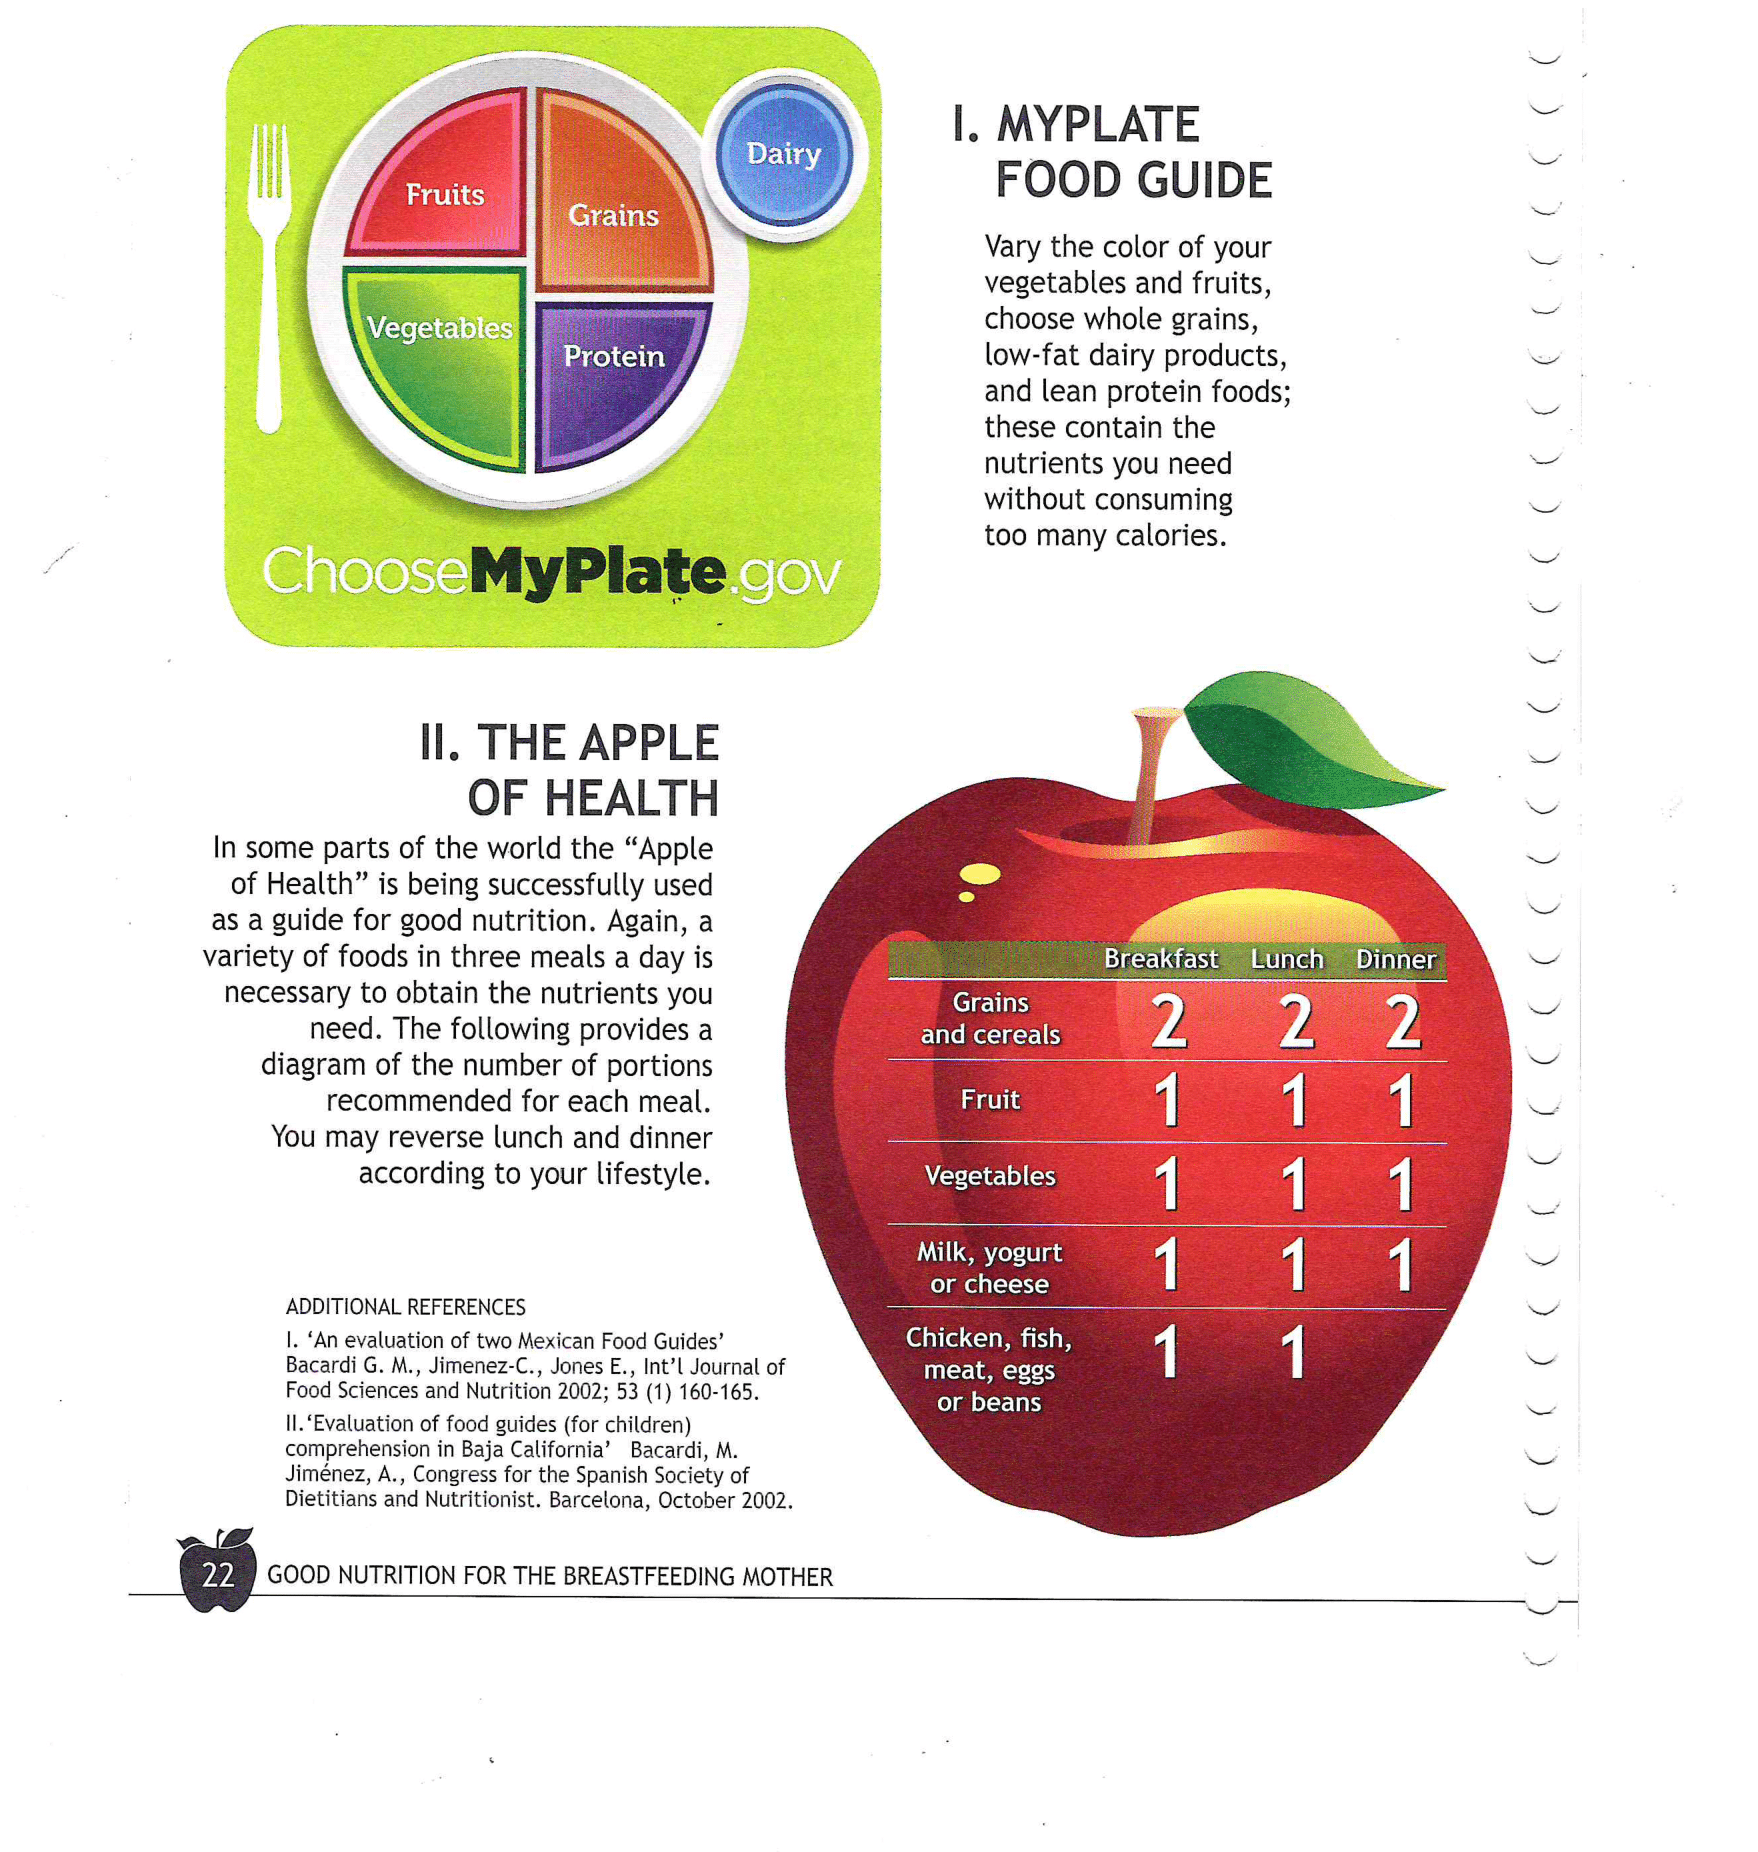 Fruits
Grains
Dairy
Vegetables
Protein
ChooseMyPlate.gov
I. MYPLATE
FOOD GUIDE
Vary the color of your
vegetables and fruits,
choose whole grains,
low-fat dairy products,
and lean protein foods;
these contain the
nutrients you need
without consuming
too many calories.
II. THE APPLE
OF HEALTH
In some parts of the world the “Apple
of Health” is being successfully used
as a guide for good nutrition. Again, a
variety of foods in three meals a day is
necessary to obtain the nutrients you
need. The following provides a
diagram of the number of portions
recommended for each meal.
You may reverse lunch and dinner
according to your lifestyle.
Breakfast Lunch Dinner
Grains
and cereals 2 2 2
Fruit 1 1 1
Vegetables 1 1 1
Milk, yogurt
or cheese 1 1 1
Chicken, fish,
meat, eggs
or beans 1 1
ADDITIONAL REFERENCES
I. ‘An evaluation of two Mexican Food Guides’
Bacardi G. M., Jimenez-C., Jones E., Int’l Journal of
Food Sciences and Nutrition 2002; 53 (1) 160-165.
II.‘Evaluation of food guides (for children)
comprehension in Baja California’ Bacardi, M.
Jiménez, A., Congress for the Spanish Society of
Dietitians and Nutritionist. Barcelona, October 2002.
22 GOOD NUTRITION FOR THE BREASTFEEDING MOTHER